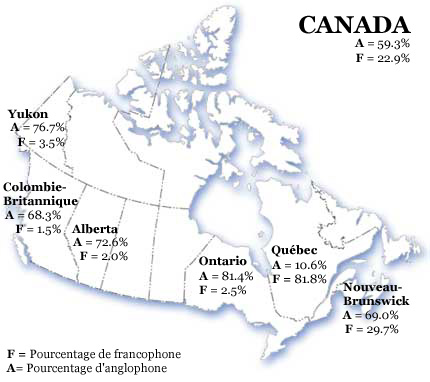 CANADA
A = 59.3%
F = 22.9%
Yukon
A = 76.7%
F = 3.5%
Colombie-
Britannique
A = 68.3%
F = 1.5%
Alberta
A = 72.6%
F = 2.0%
Ontario
A = 81.4%
F = 2.5%
Québec
A = 10.6%
F = 81.8%
Nouveau-
Brunswick
A = 69.0%
F = 29.7%
F = Pourcentage de francophone
A= Pourcentage d'anglophone